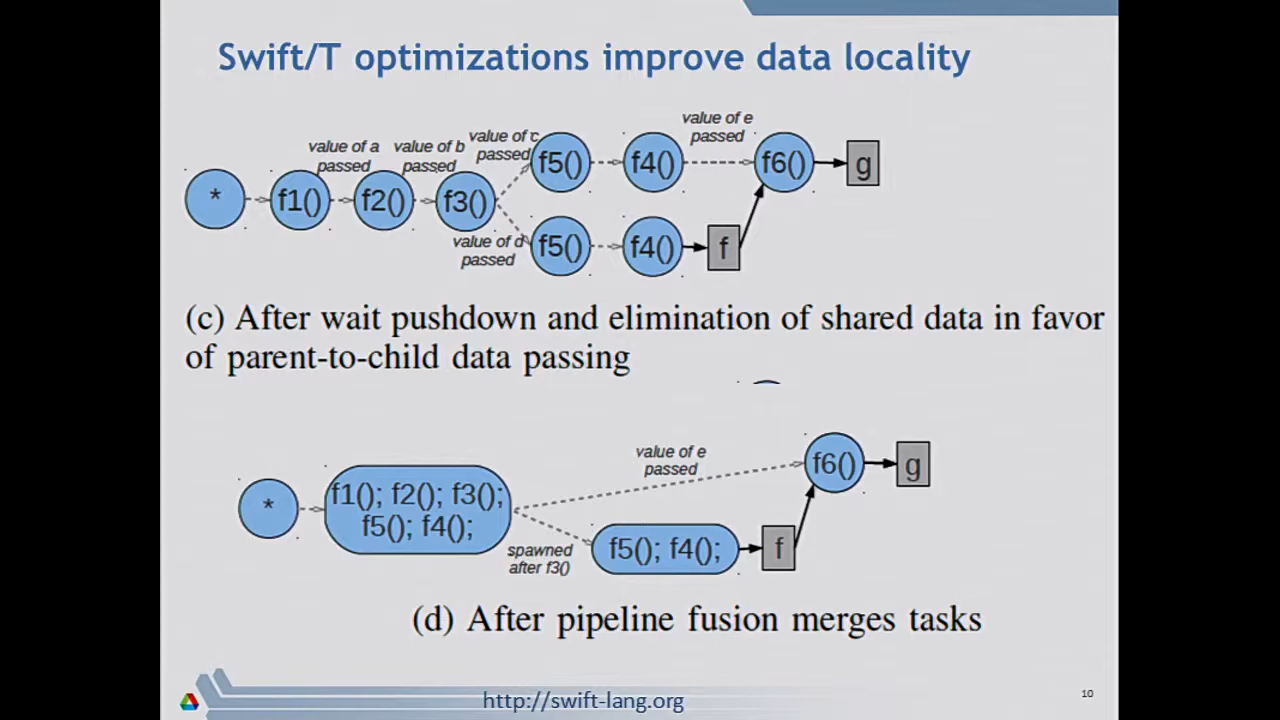 Swift/T optimizations improve data locality
value of a
passed
value of b
passed
value of c
passed
value of e
passed
*
f1()
f2()
f3()
f5()
f4()
f6()
g
value of d
passed
f5()
f4()
f
(c) After wait pushdown and elimination of shared data in favor
of parent-to-child data passing
value of e
passed
f6()
g
*
f1(); f2(); f3();
f5(); f4();
spawned
after f3()
f5(); f4();
f
(d) After pipeline fusion merges tasks
http://swift-lang.org
10